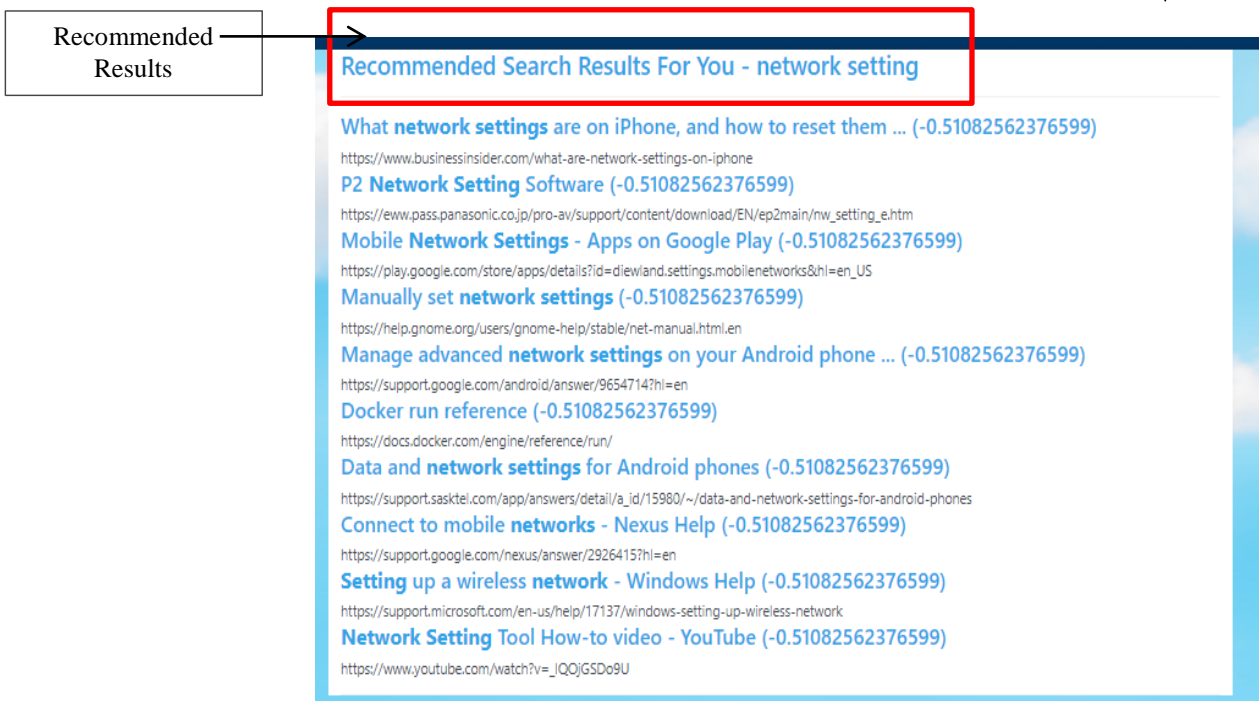 Recommended
Results
Recommended Search Results For You - network setting
What network settings are on iPhone, and how to reset them ... (-0.51082562376599)
https://www.businessinsider.com/what-are-network-settings-on-iphone
P2 Network Setting Software (-0.51082562376599)
https://eww.pass.panasonic.co.jp/pro-av/support/content/download/EN/ep2main/nw_setting_e.htm
Mobile Network Settings - Apps on Google Play (-0.51082562376599)
https://play.google.com/store/apps/details?id=diewland.settings.mobilenetworks&hl=en_US
Manually set network settings (-0.51082562376599)
https://help.gnome.org/users/gnome-help/stable/net-manual.html.en
Manage advanced network settings on your Android phone ... (-0.51082562376599)
https://support.google.com/android/answer/9654714?hl=en
Docker run reference (-0.51082562376599)
https://docs.docker.com/engine/reference/run/
Data and network settings for Android phones (-0.51082562376599)
https://support.sasktel.com/app/answers/detail/a_id/15980/~/data-and-network-settings-for-android-phones
Connect to mobile networks - Nexus Help (-0.51082562376599)
https://support.google.com/nexus/answer/2926415?hl=en
Setting up a wireless network - Windows Help (-0.51082562376599)
https://support.microsoft.com/en-us/help/17137/windows-setting-up-wireless-network
Network Setting Tool How-to video - YouTube (-0.51082562376599)
https://www.youtube.com/watch?v=_IQOjGSDo9U